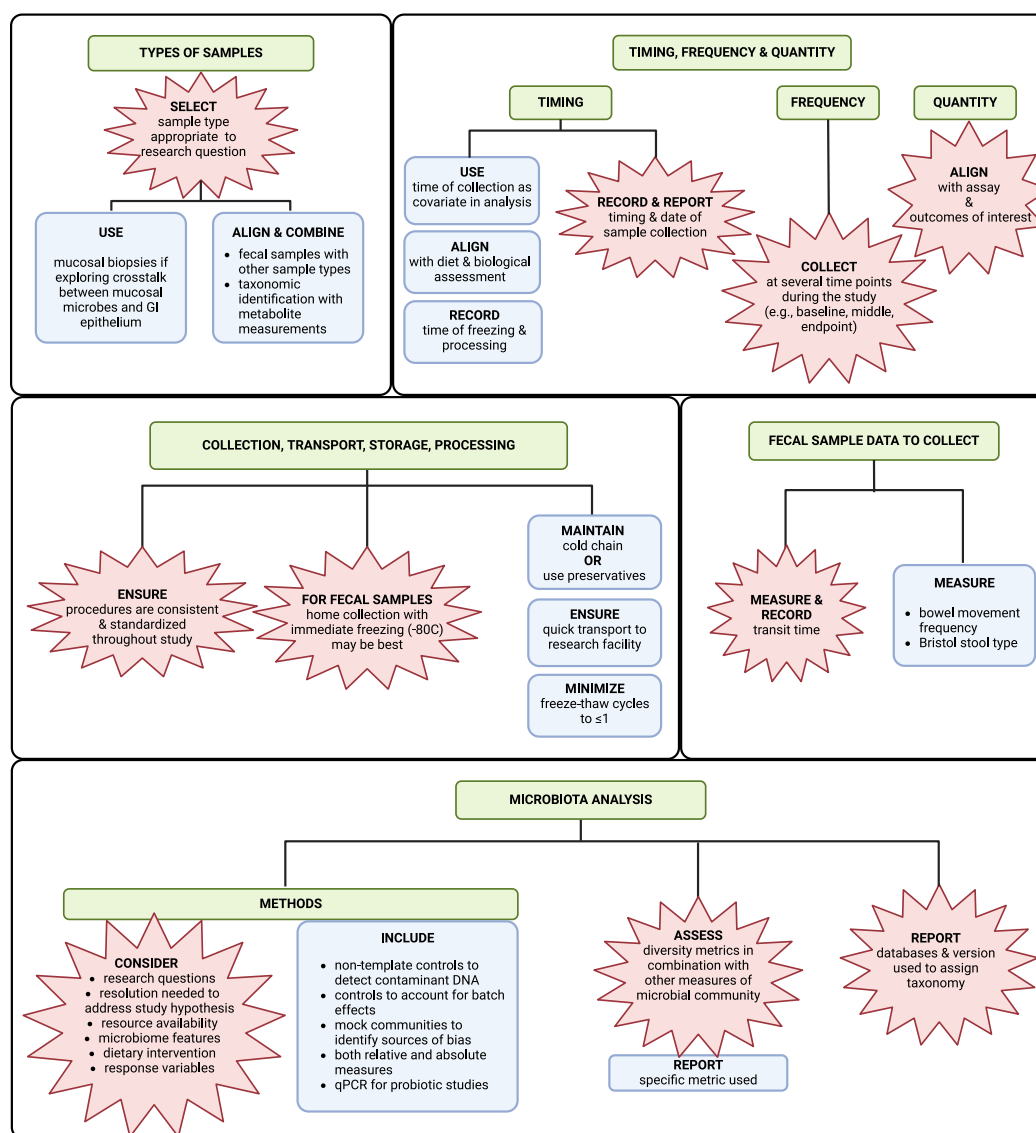 TYPES OF SAMPLES
SELECT
sample type
appropriate to
research question
USE
mucosal biopsies if
exploring crosstalk
between mucosal
microbes and GI
epithelium
ALIGN & COMBINE
• fecal samples with
other sample types
• taxonomic
identification with
metabolite
measurements
TIMING, FREQUENCY & QUANTITY
TIMING
USE
time of collection as
covariate in analysis
ALIGN
with diet & biological
assessment
RECORD
time of freezing &
processing
RECORD & REPORT
timing & date of
sample collection
FREQUENCY
COLLECT
at several time points
during the study
(e.g., baseline, middle,
endpoint)
QUANTITY
ALIGN
with assay
&
outcomes of interest
COLLECTION, TRANSPORT, STORAGE, PROCESSING
ENSURE
procedures are consistent
& standardized
throughout study
FOR FECAL SAMPLES
home collection with
immediate freezing (-80C)
may be best
MAINTAIN
cold chain
OR
use preservatives
ENSURE
quick transport to
research facility
MINIMIZE
freeze-thaw cycles
to ≤1
FECAL SAMPLE DATA TO COLLECT
MEASURE &
RECORD
transit time
MEASURE
• bowel movement
frequency
• Bristol stool type
MICROBIOTA ANALYSIS
METHODS
CONSIDER
• research questions
• resolution needed to
address study hypothesis
• resource availability
• microbiome features
• dietary intervention
• response variables
INCLUDE
• non-template controls to
detect contaminant DNA
• controls to account for batch
effects
• mock communities to
identify sources of bias
• both relative and absolute
measures
• qPCR for probiotic studies
ASSESS
diversity metrics in
combination with
other measures of
microbial community
REPORT
specific metric used
REPORT
databases & version
used to assign
taxonomy